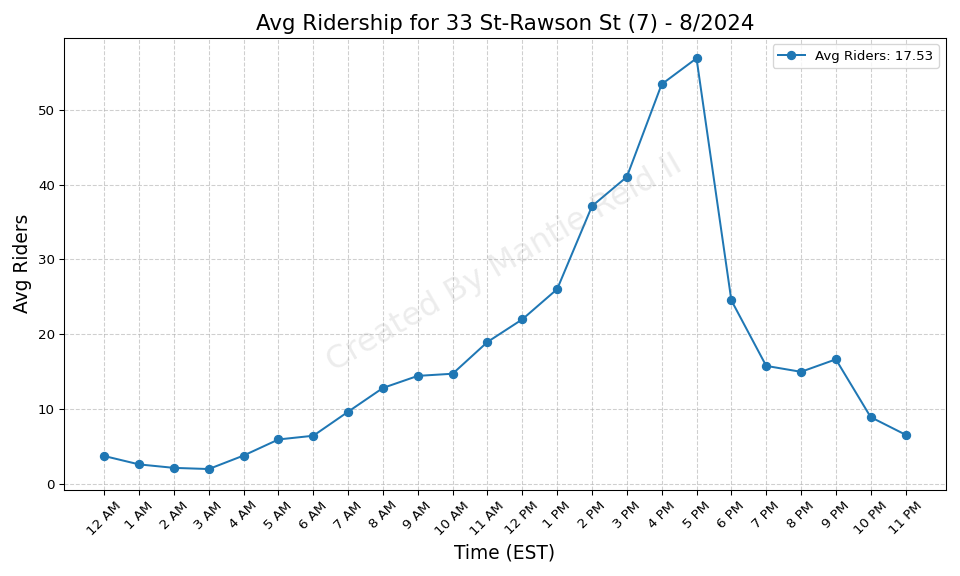 Avg Ridership for 33 St-Rawson St (7) - 8/2024
Avg Riders: 17.53
Avg Riders
50
40
30
20
10
0
Created By Mantie Reid II
12 AM
1 AM
2 AM
3 AM
4 AM
5 AM
6 AM
7 AM
8 AM
9 AM
10 AM
11 AM
12 PM
1 PM
2 PM
3 PM
4 PM
5 PM
6 PM
7 PM
8 PM
9 PM
10 PM
11 PM
Time (EST)